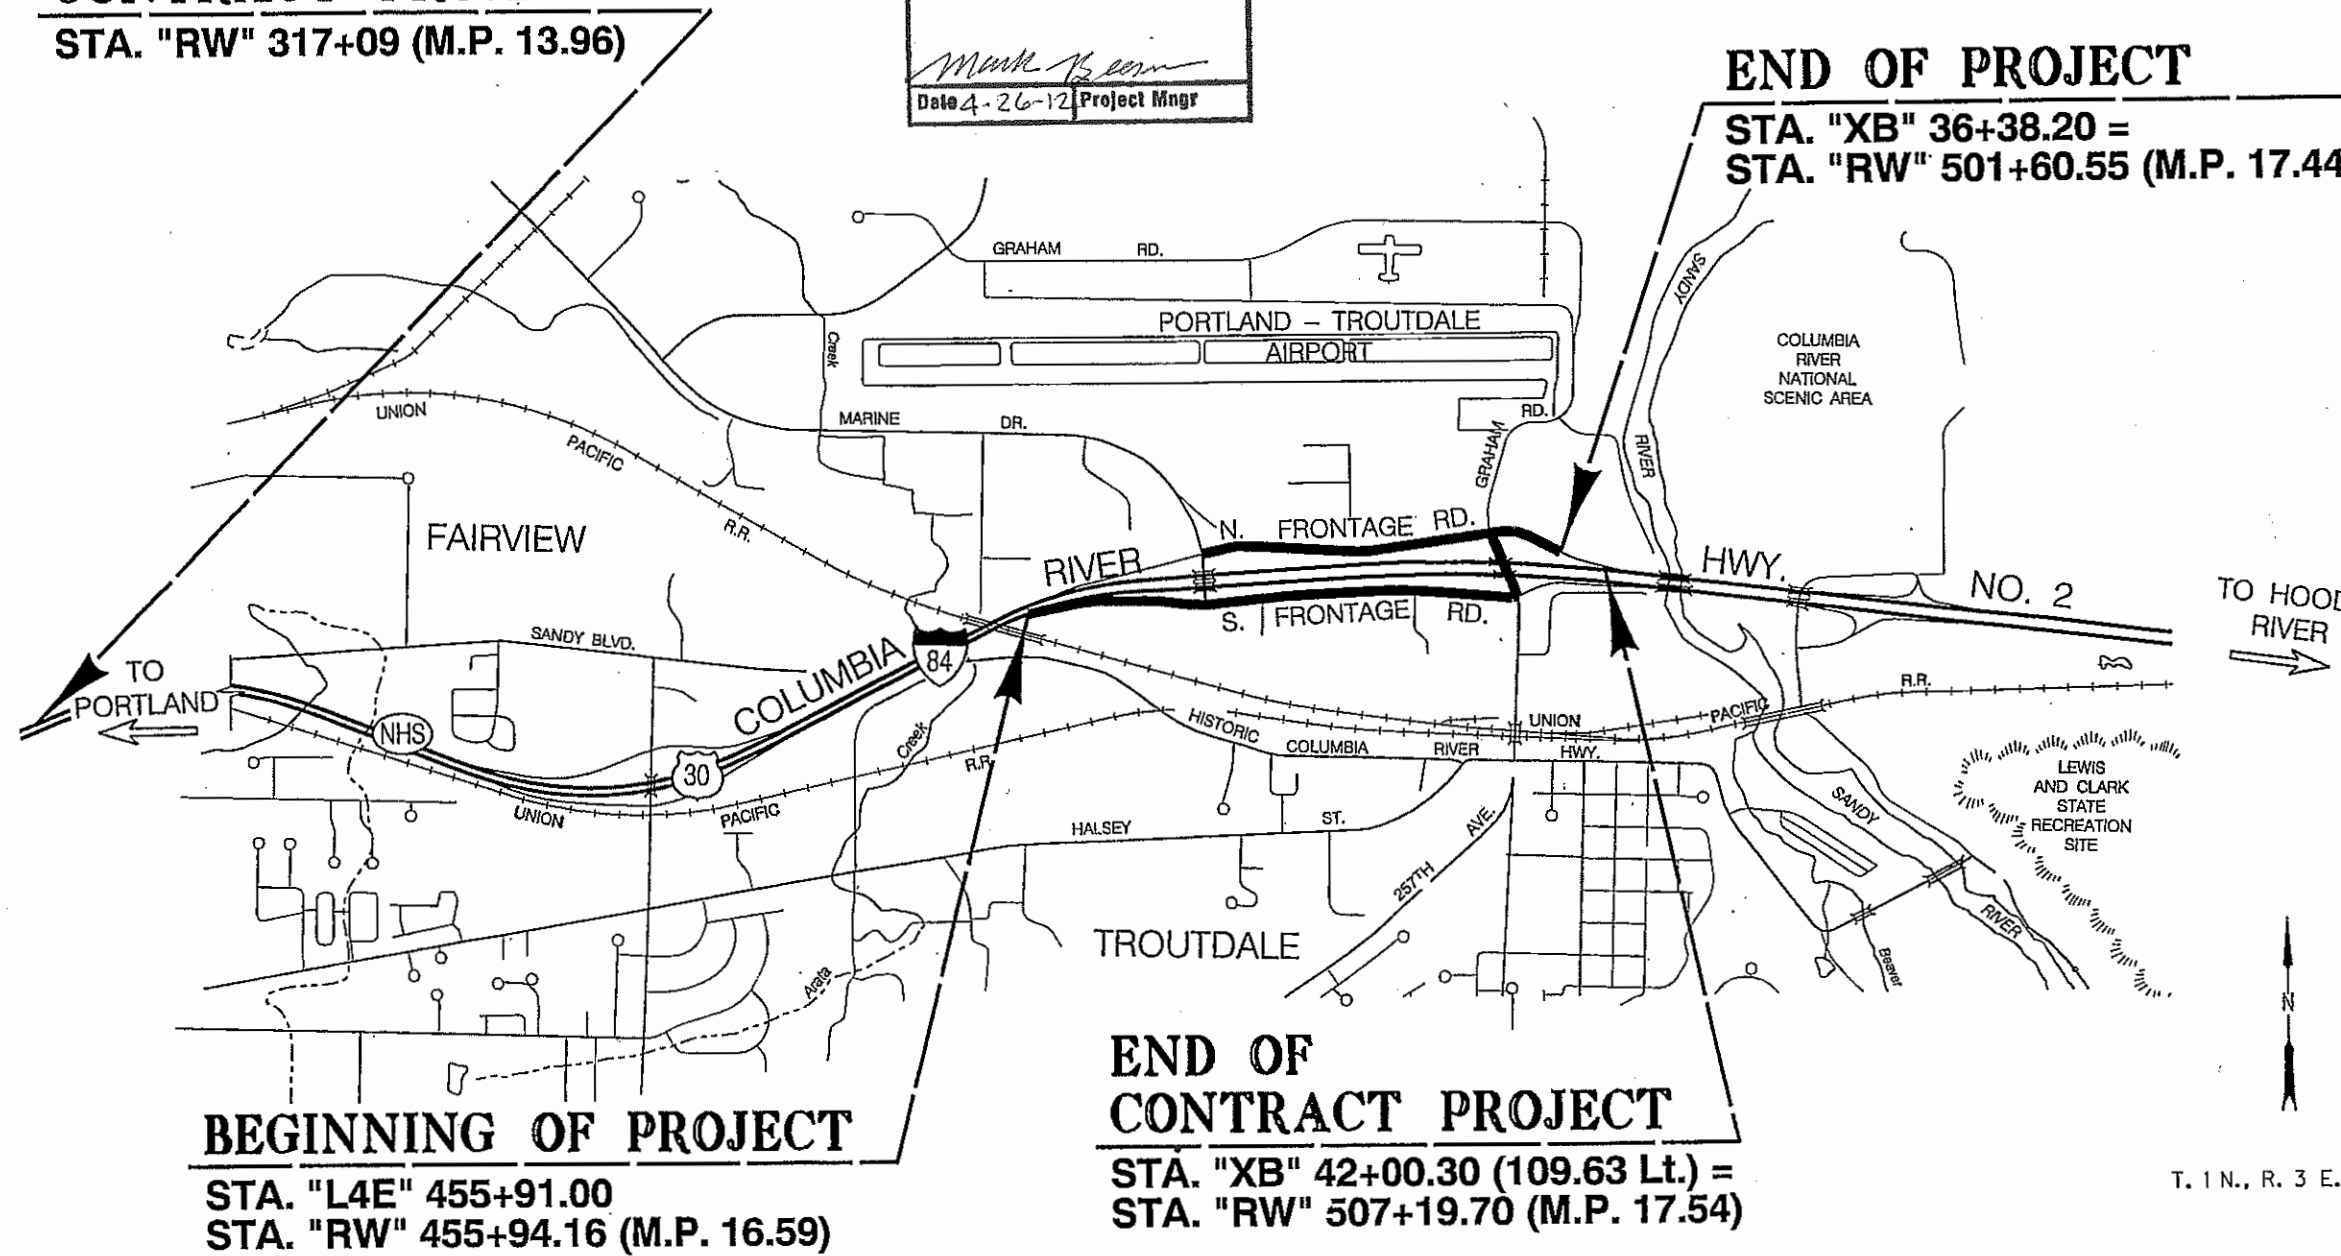 STA. "RW" 317+09 (M.P. 13.96)
Mark
Date 4-26-12 Project Mngr
END OF PROJECT
STA. "XB" 36+38.20 =
STA. "RW" 501+60.55 (M.P. 17.44
GRAHAM RD.
SANDY
RIVER
PORTLAND - TROUTDALE
AIRPORT
COLUMBIA
RIVER
NATIONAL
SCENIC AREA
Creek
UNION
PACIFIC
R.R.
MARINE DR.
GRAHAM
RD.
FAIRVIEW
N. FRONTAGE RD.
RIVER
HWY.
NO. 2
TO HOOD
RIVER
S. FRONTAGE RD.
SANDY BLVD.
COLUMBIA
84
TO
PORTLAND
NHS
30
UNION
PACIFIC
R.R.
Creek
HISTORIC
COLUMBIA
RIVER
HWY.
UNION
PACIFIC
R.R.
HALSEY ST.
257TH
AVE.
SANDY
RIVER
LEWIS
AND CLARK
STATE
RECREATION
SITE
TROUTDALE
Arata
Beaver
N
BEGINNING OF PROJECT
STA. "L4E" 455+91.00
STA. "RW" 455+94.16 (M.P. 16.59)
END OF
CONTRACT PROJECT
STA. "XB" 42+00.30 (109.63 Lt.) =
STA. "RW" 507+19.70 (M.P. 17.54)
T. 1 N., R. 3 E.